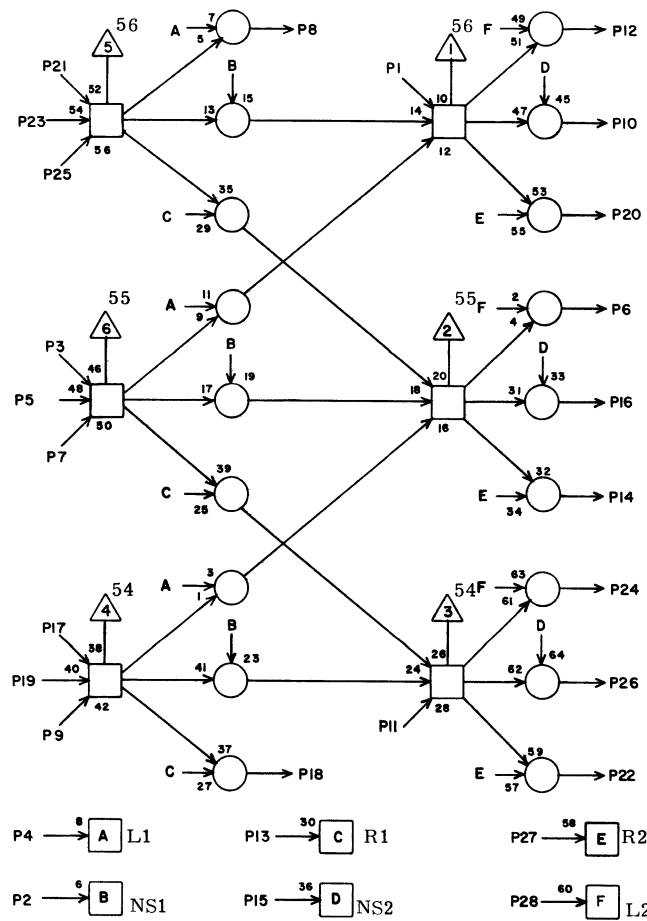 56 56
A 7 P8 F 49 P12
5 5 1 51
P21 B P1 D
52 10
P23 54 13 15 14 47 45 P10
56 12
P25
35 53
C 29 E 55 P20
55 A 11 55 F 2 P6
6 9 2 4
P3 B D
46 20
P5 48 17 19 18 31 33 P16
50 16
P7
39 32
C 25 E 34 P14
54 A 3 54 F 63 P24
4 1 3 61
P17 B D
38 26
P19 40 41 23 24 62 64 P26
42 28
P9 P11
37 59
C 27 P18 E 57 P22
P4 8 A L1 P13 30 C R1 P27 58 E R2
P2 6 B NS1 P15 36 D NS2 P28 60 F L2